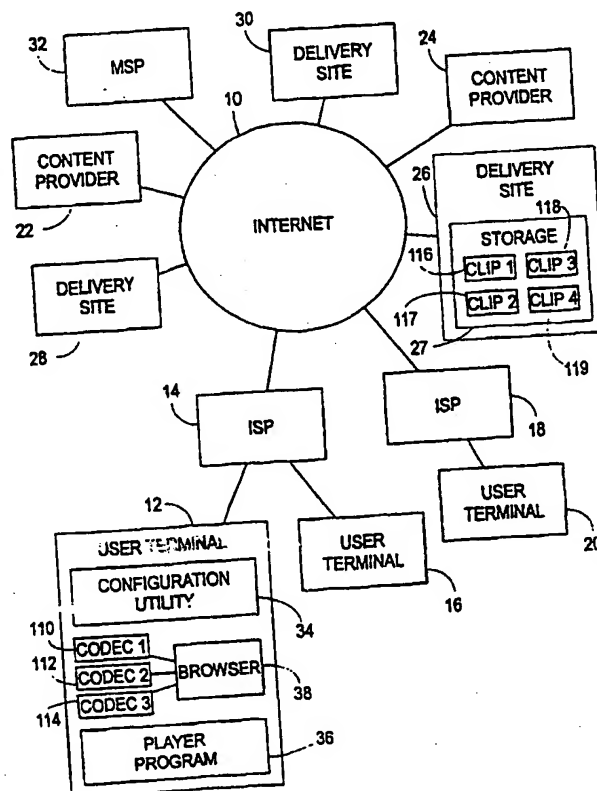 32
MSP
30
DELIVERY
SITE
24
CONTENT
PROVIDER
10
CONTENT
PROVIDER
22
INTERNET
26
DELIVERY
SITE
118
STORAGE
116
CLIP 1
CLIP 3
117
CLIP 2
CLIP 4
27
119
DELIVERY
SITE
28
14
ISP
ISP
18
12
USER TERMINAL
USER
TERMINAL
16
USER
TERMINAL
20
CONFIGURATION
UTILITY
34
110
CODEC 1
112
CODEC 2
114
CODEC 3
BROWSER
38
PLAYER
PROGRAM
36